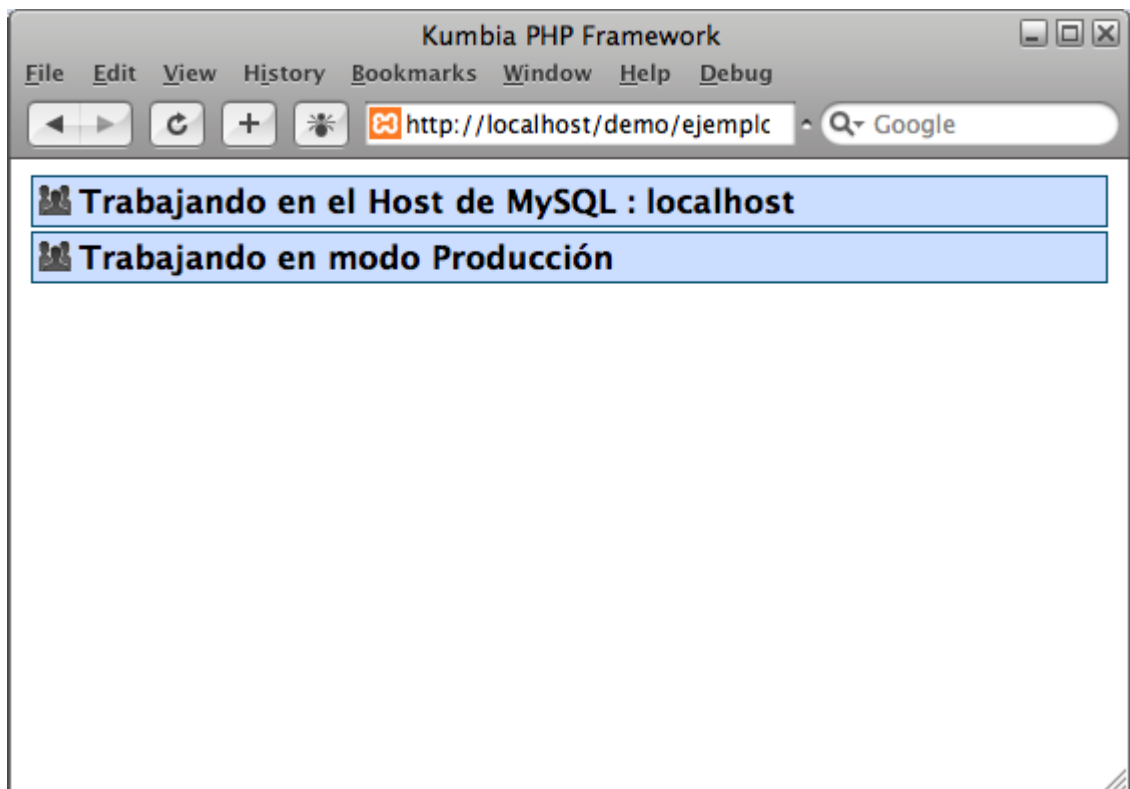 Kumbia PHP Framework
File Edit View History Bookmarks Window Help Debug
http://localhost/demo/ejemplo Google
Trabajando en el Host de MySQL : localhost
Trabajando en modo Producción